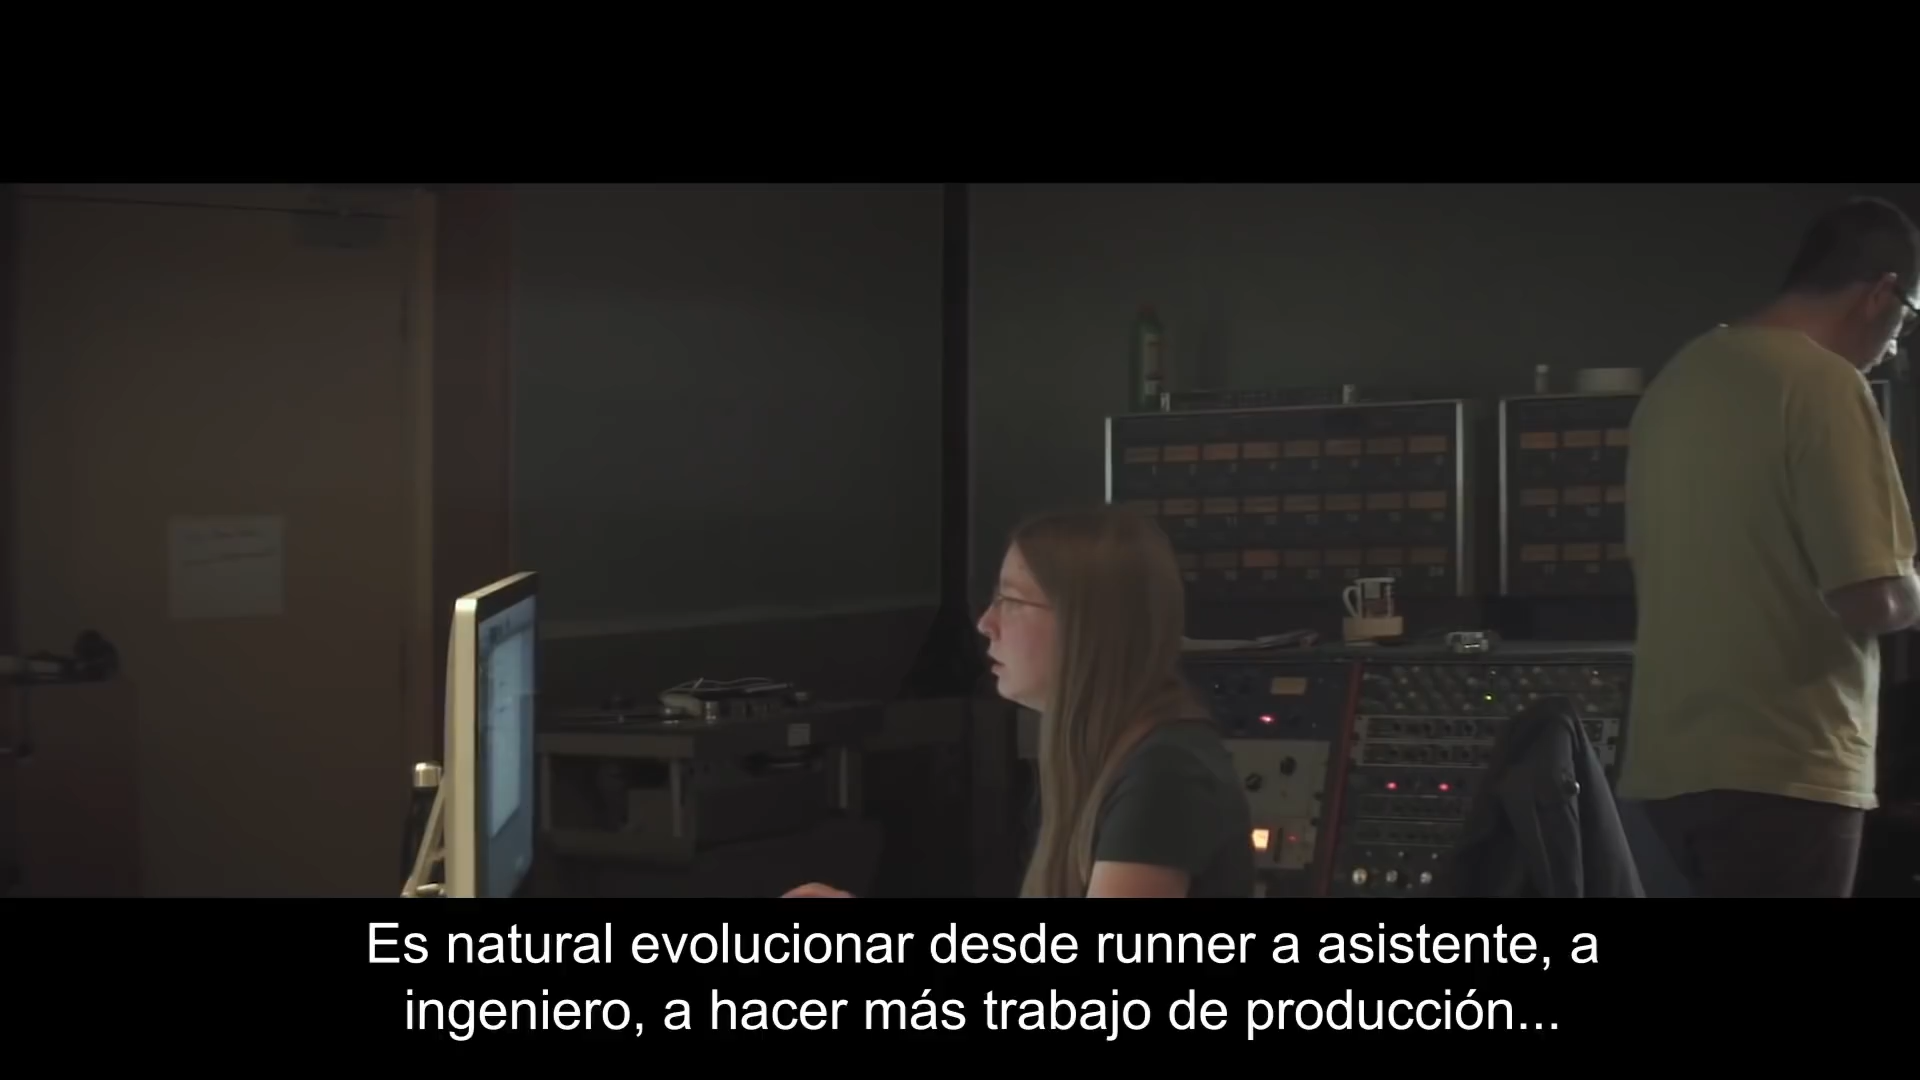 Es natural evolucionar desde runner a asistente, a
ingeniero, a hacer más trabajo de producción...